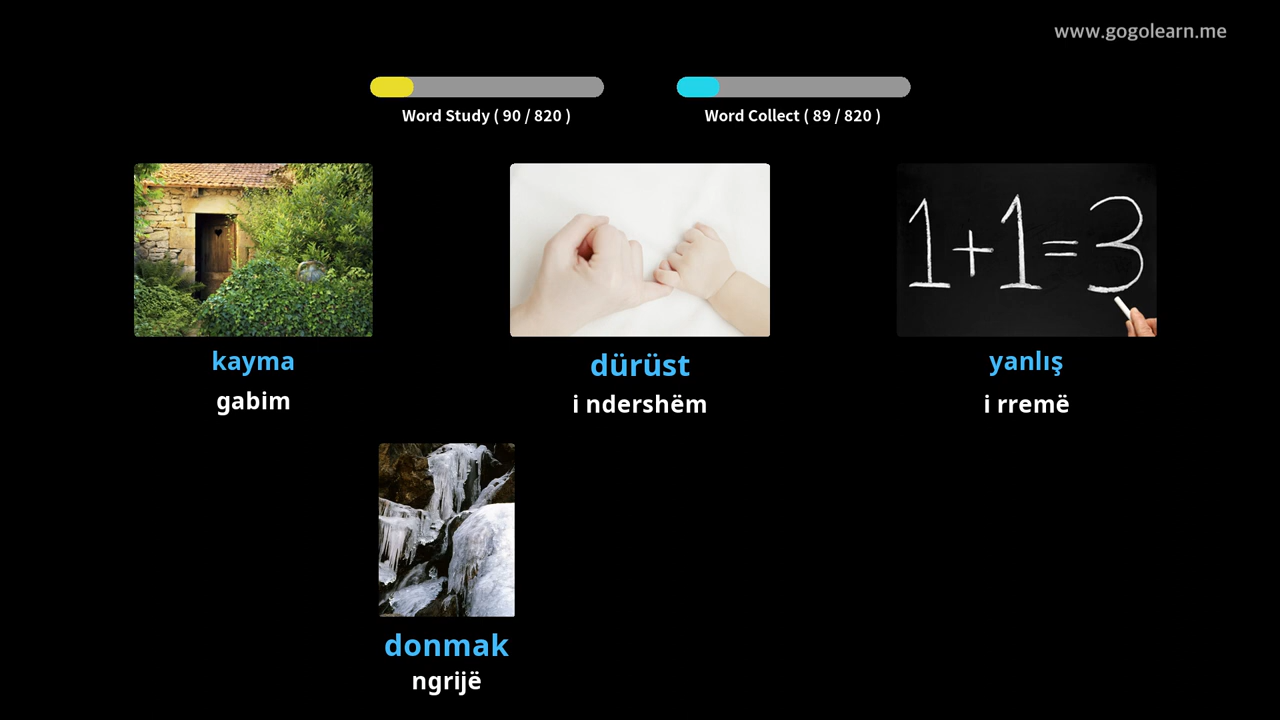 www.gogolearn.me
Word Study ( 90 / 820 )
Word Collect ( 89 / 820 )
1+1=3
kayma
gabim
dürüst
i ndershëm
yanlış
i rremë
donmak
ngrijë